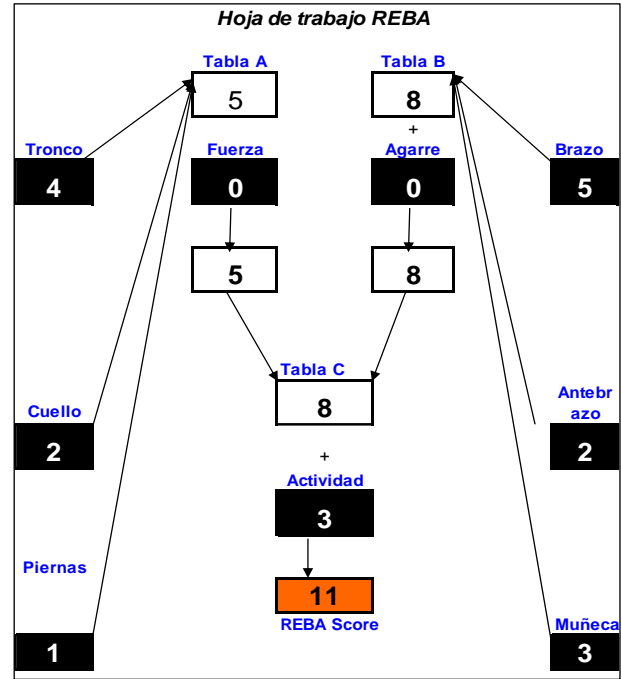 Hoja de trabajo REBA
Tabla A
Tabla B
5
8
+
Tronco
Fuerza
Agarre
Brazo
4
0
0
5
5
8
Tabla C
8
Cuello
Antebr
azo
2
2
+
Actividad
3
Piernas
11
REBA Score
Muñeca
1
3